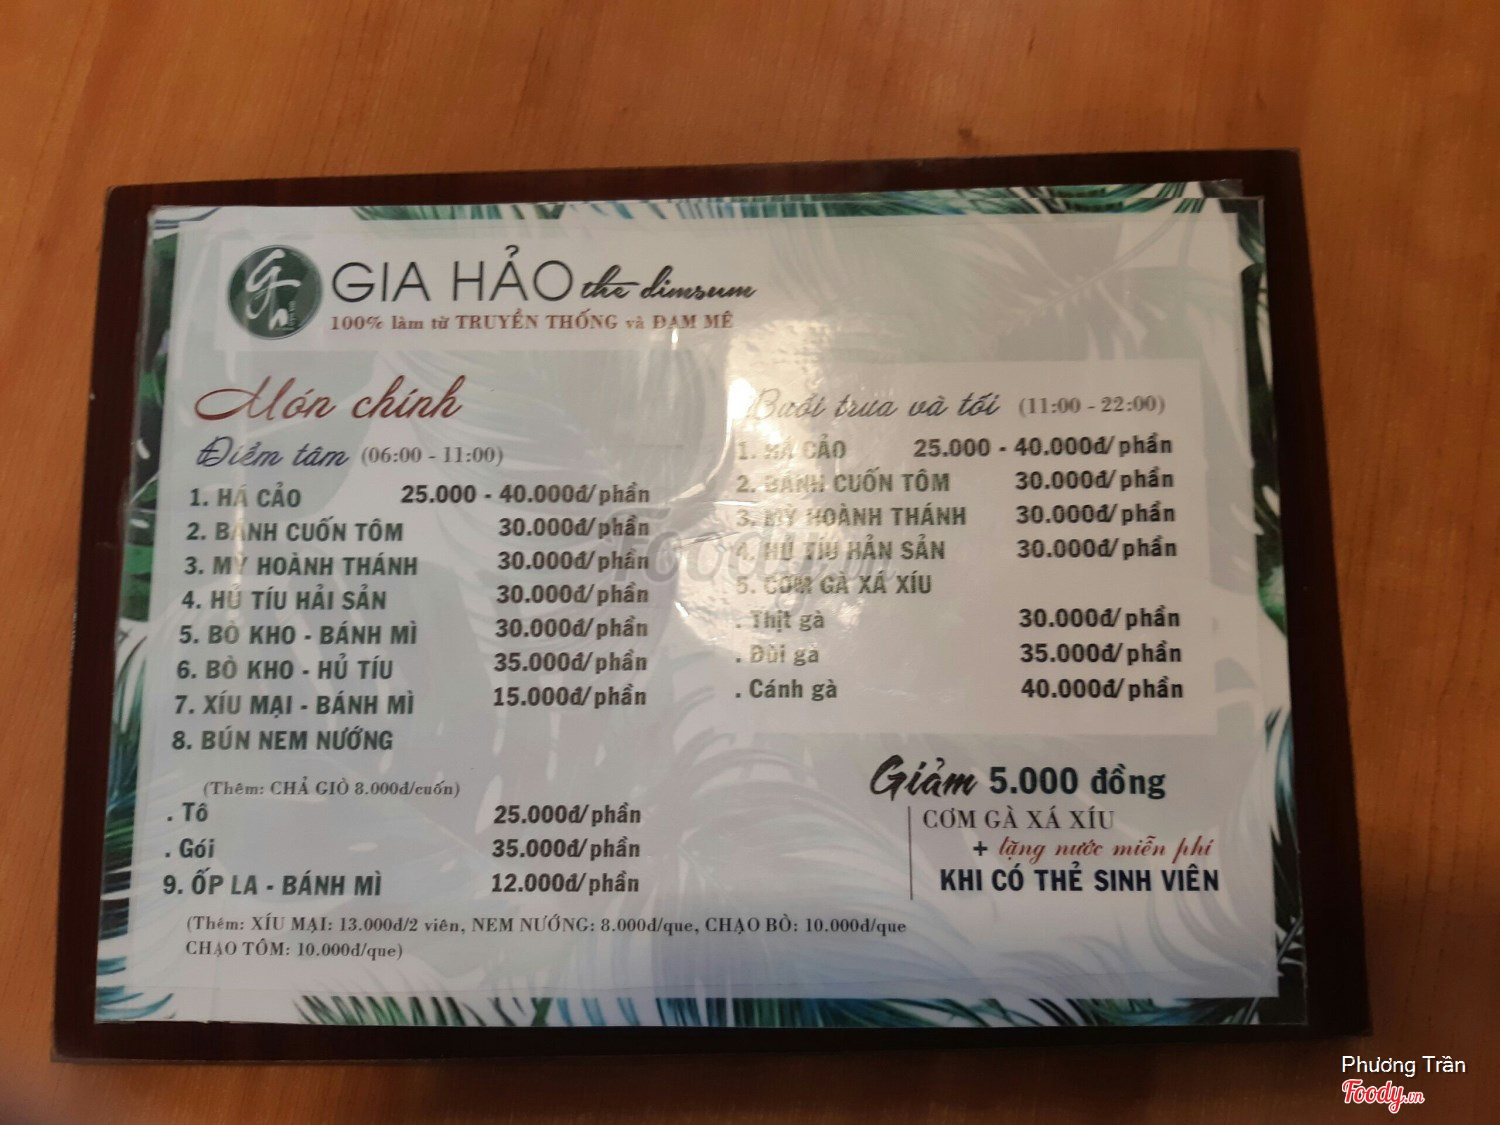 GIA HẢO the dimsum
100% làm từ TRUYỀN THỐNG và ĐAM MÊ
Món chính
Điểm tâm (06:00 - 11:00)
1. HÁ CẢO 25.000 - 40.000đ/phần
2. BÁNH CUỐN TÔM 30.000đ/phần
3. MỲ HOÀNH THÁNH 30.000đ/phần
4. HỦ TÍU HẢI SẢN 30.000đ/phần
5. BÒ KHO - BÁNH MÌ 30.000đ/phần
6. BÒ KHO - HỦ TÍU 35.000đ/phần
7. XÍU MẠI - BÁNH MÌ 15.000đ/phần
8. BÚN NEM NƯỚNG
(Thêm: CHẢ GIÒ 8.000đ/cuốn)
. Tô 25.000đ/phần
. Gói 35.000đ/phần
9. ỐP LA - BÁNH MÌ 12.000đ/phần
(Thêm: XÍU MẠI: 13.000đ/2 viên, NEM NƯỚNG: 8.000đ/que, CHẠO BÒ: 10.000đ/que
CHẠO TÔM: 10.000đ/que)
Buổi trưa và tối (11:00 - 22:00)
1. HÁ CẢO 25.000 - 40.000đ/phần
2. BÁNH CUỐN TÔM 30.000đ/phần
3. MỲ HOÀNH THÁNH 30.000đ/phần
4. HỦ TÍU HẢN SẢN 30.000đ/phần
5. CƠM GÀ XÁ XÍU
. Thịt gà 30.000đ/phần
. Đùi gà 35.000đ/phần
. Cánh gà 40.000đ/phần
Giảm 5.000 đồng
CƠM GÀ XÁ XÍU
+ tặng nước miễn phí
KHI CÓ THẺ SINH VIÊN
Foody.vn
Phương Trần
Foody.vn